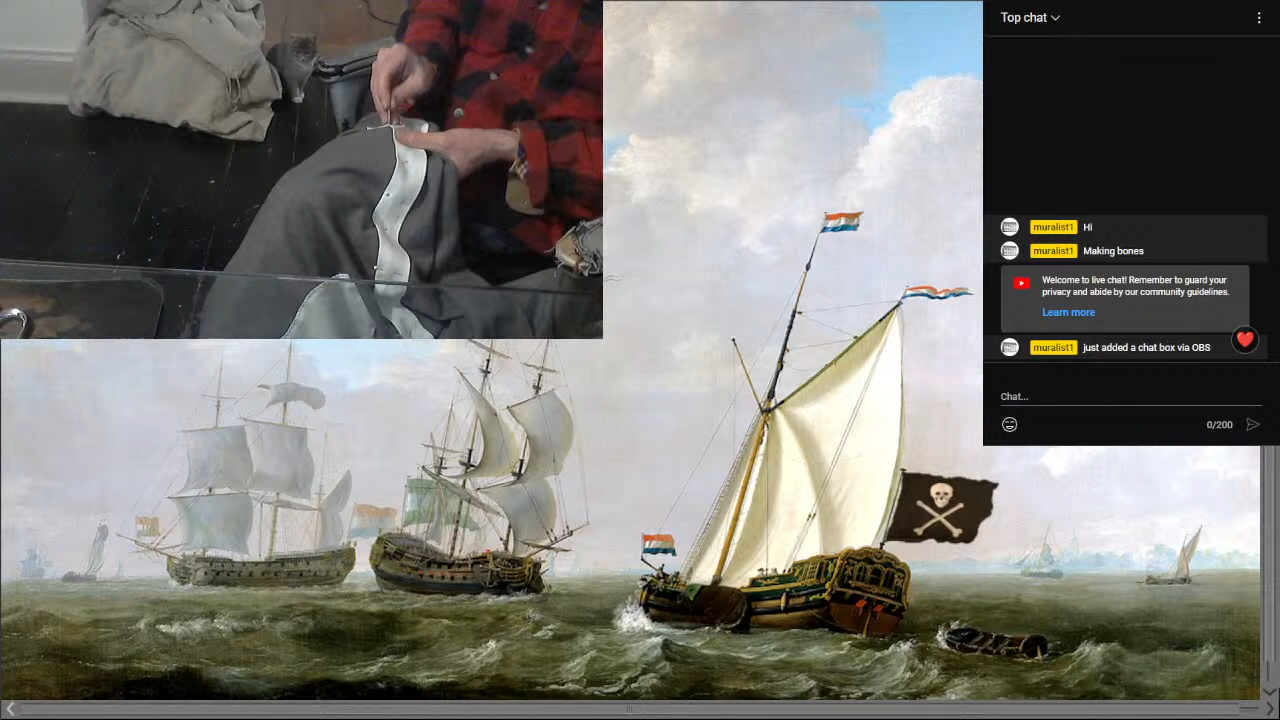 Top chat
muralist1 Hi
muralist1 Making bones
Welcome to live chat! Remember to guard your
privacy and abide by our community guidelines.
Learn more
muralist1 just added a chat box via OBS
Chat...
0/200